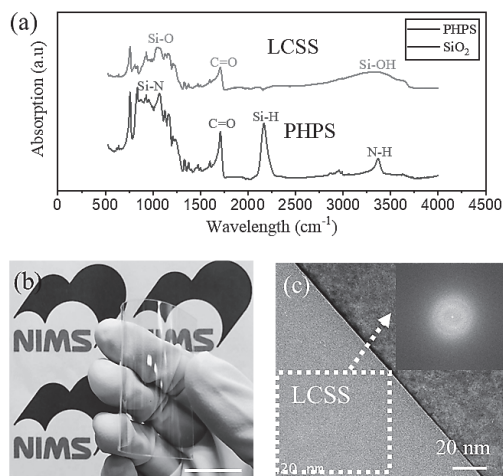 (a)
Si-O
LCSS
C=O
Si-OH
PHPS
SiO2
Si-N
C=O
Si-H
PHPS
N-H
Absorption (a.u)
0 500 1000 1500 2000 2500 3000 3500 4000 4500
Wavelength (cm-1)
(b)
NIMS
NIMS
NIMS
(c)
LCSS
20 nm
20 nm